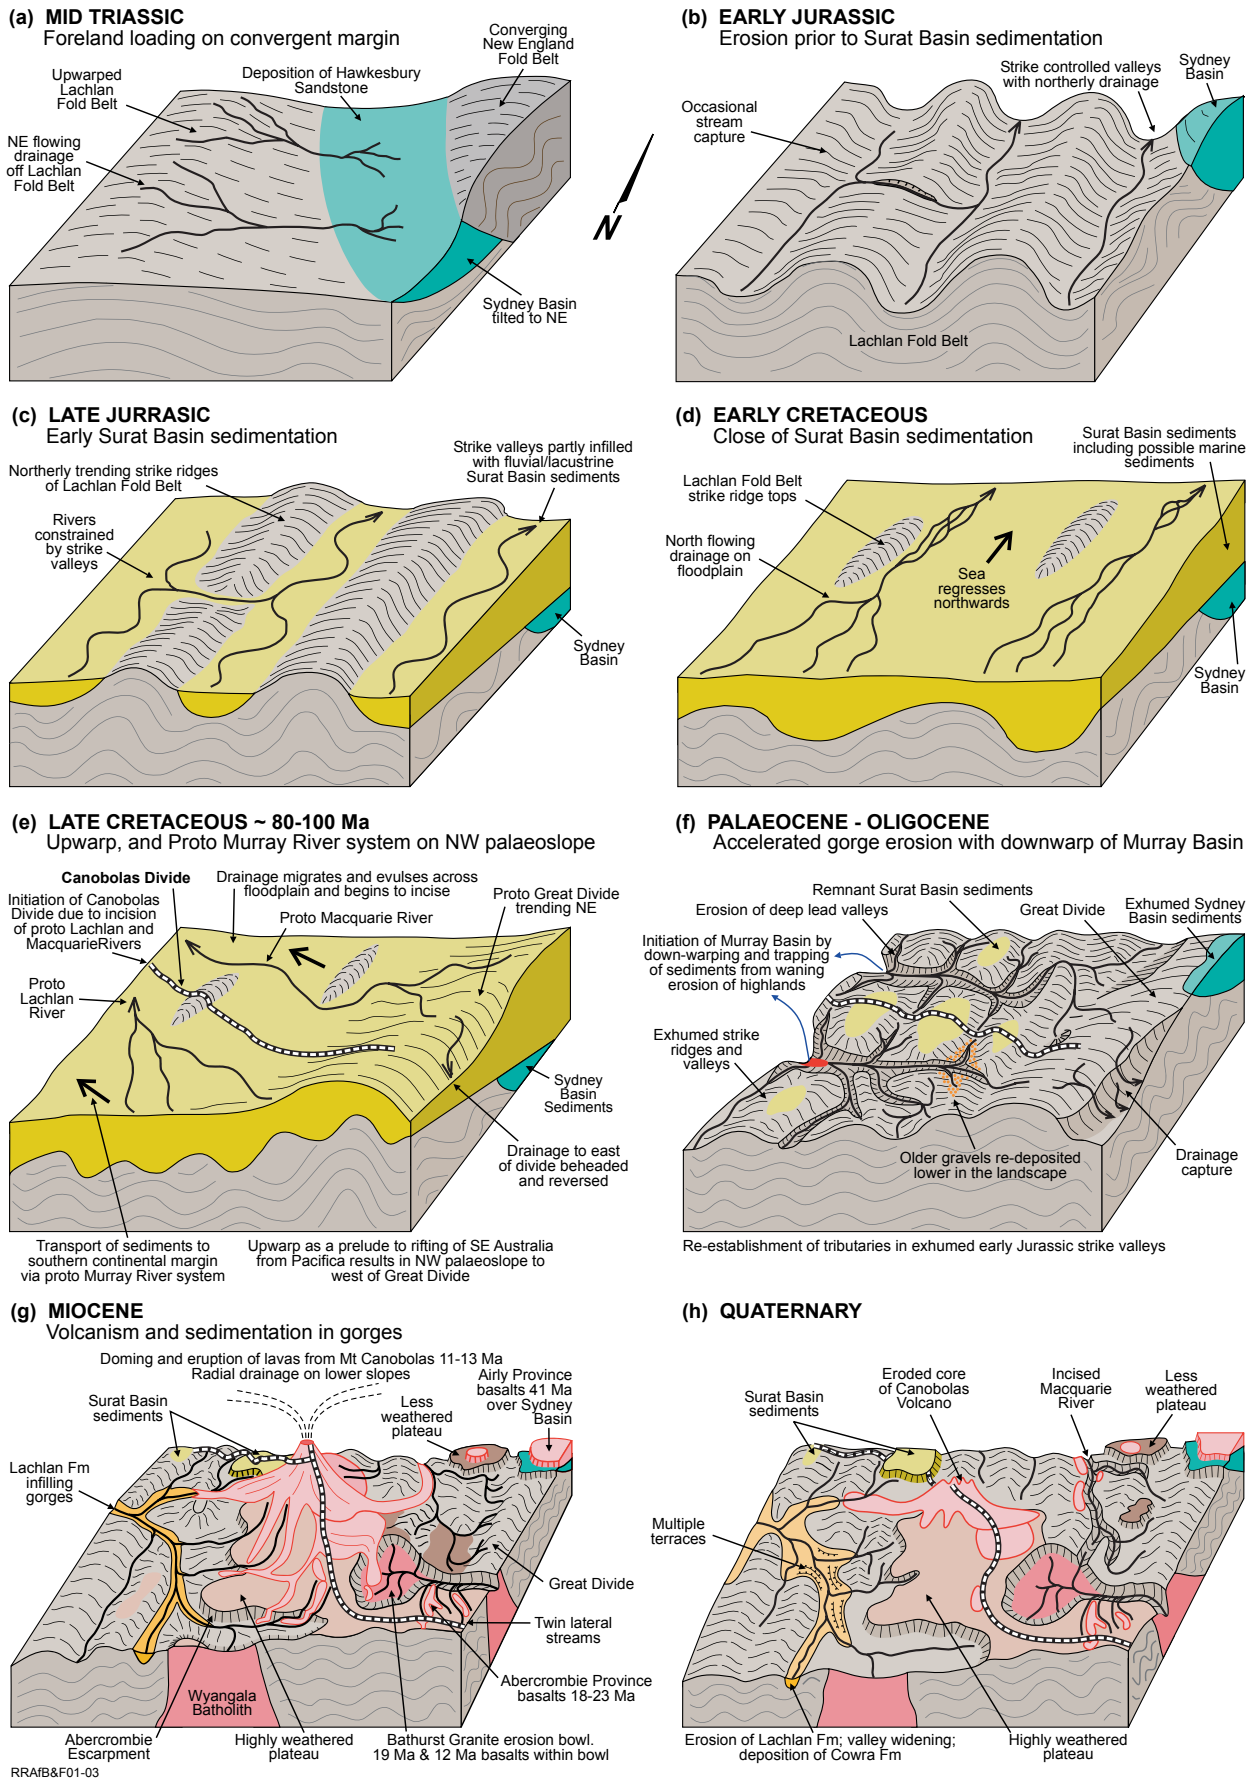 (a) MID TRIASSIC
Foreland loading on convergent margin
Upwarped
Lachlan
Fold Belt
Deposition of Hawkesbury
Sandstone
Converging
New England
Fold Belt
NE flowing
drainage
off Lachlan
Fold Belt
Sydney Basin
tilted to NE
N
(b) EARLY JURASSIC
Erosion prior to Surat Basin sedimentation
Occasional
stream
capture
Strike controlled valleys
with northerly drainage
Sydney
Basin
Lachlan Fold Belt
(c) LATE JURRASIC
Early Surat Basin sedimentation
Northerly trending strike ridges
of Lachlan Fold Belt
Strike valleys partly infilled
with fluvial/lacustrine
Surat Basin
sediments
Rivers
constrained
by strike
valleys
Sydney
Basin
(d) EARLY CRETACEOUS
Close of Surat Basin sedimentation
Surat Basin sediments
including possible marine
sediments
Lachlan Fold Belt
strike ridge tops
North flowing
drainage on
floodplain
Sea
regresses
northwards
Sydney
Basin
(e) LATE CRETACEOUS ~ 80-100 Ma
Upwarp, and Proto Murray River system on NW palaeoslope
Canobolas Divide
Initiation of Canobolas
Divide due to incision
of proto Lachlan and
MacquarieRivers
Drainage migrates and evulses across
floodplain and begins to incise
Proto Macquarie River
Proto Great Divide
trending NE
Proto
Lachlan
River
Sydney
Basin
Sediments
Drainage to east
of divide beheaded
and reversed
Transport of sediments to
southern continental margin
via proto Murray River system
Upwarp as a prelude to rifting of SE Australia
from Pacifica results in NW palaeoslope to
west of Great Divide
(f) PALAEOCENE - OLIGOCENE
Accelerated gorge erosion with downwarp of Murray Basin
Remnant Surat Basin sediments
Erosion of deep lead valleys
Great Divide
Exhumed Sydney
Basin sediments
Initiation of Murray Basin by
down-warping and trapping
of sediments from waning
erosion of highlands
Exhumed strike
ridges and
valleys
Older gravels re-deposited
lower in the landscape
Drainage
capture
Re-establishment of tributaries in exhumed early Jurassic strike valleys
(g) MIOCENE
Volcanism and sedimentation in gorges
Doming and eruption of lavas from Mt Canobolas 11-13 Ma
Radial drainage on lower slopes
Airly Province
basalts 41 Ma
over Sydney
Basin
Surat Basin
sediments
Less
weathered
plateau
Lachlan Fm
infilling
gorges
Great Divide
Twin lateral
streams
Abercrombie Province
basalts 18-23 Ma
Wyangala
Batholith
Abercrombie
Escarpment
Highly weathered
plateau
Bathurst Granite erosion bowl.
19 Ma & 12 Ma basalts within bowl
(h) QUATERNARY
Surat Basin
sediments
Eroded core of
Canobolas
Volcano
Incised
Macquarie
River
Less
weathered
plateau
Multiple
terraces
Erosion of Lachlan Fm; valley widening;
deposition of Cowra Fm
Highly weathered
plateau
RRAfB&F01-03